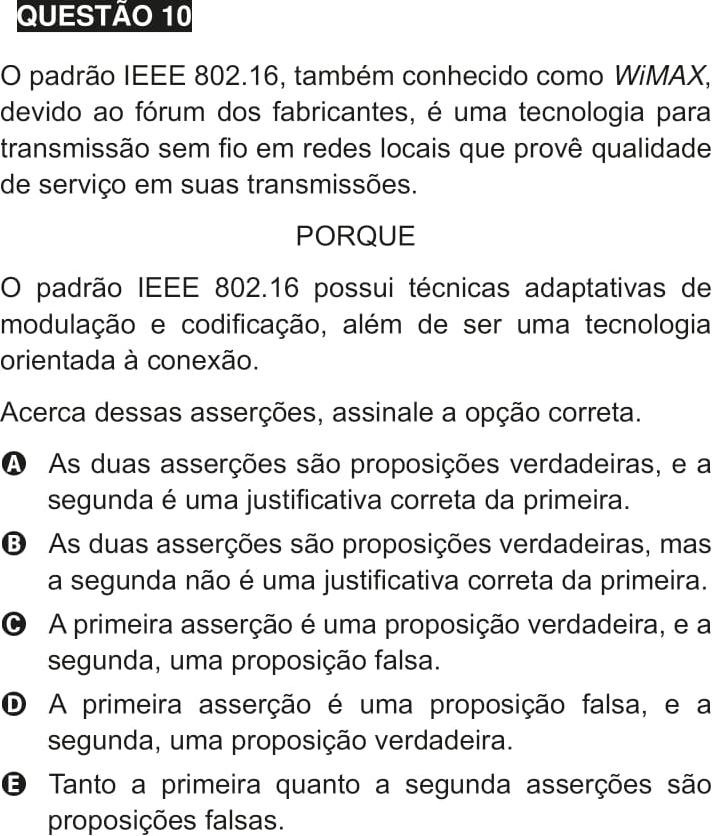 QUESTÃO 10
O padrão IEEE 802.16, também conhecido como WiMAX,
devido ao fórum dos fabricantes, é uma tecnologia para
transmissão sem fio em redes locais que provê qualidade
de serviço em suas transmissões.
PORQUE
O padrão IEEE 802.16 possui técnicas adaptativas de
modulação e codificação, além de ser uma tecnologia
orientada à conexão.
Acerca dessas asserções, assinale a opção correta.
A As duas asserções são proposições verdadeiras, e a
segunda é uma justificativa correta da primeira.
B As duas asserções são proposições verdadeiras, mas
a segunda não é uma justificativa correta da primeira.
C A primeira asserção é uma proposição verdadeira, e a
segunda, uma proposição falsa.
D A primeira asserção é uma proposição falsa, e a
segunda, uma proposição verdadeira.
E Tanto a primeira quanto a segunda asserções são
proposições falsas.